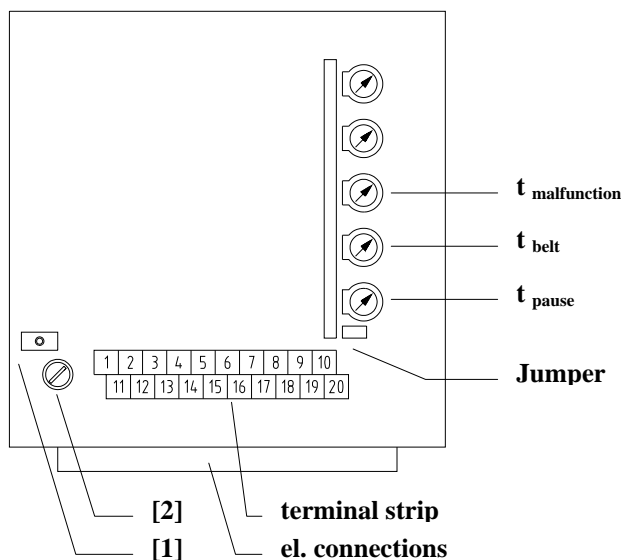 t malfunction
t belt
t pause
Jumper
1 2 3 4 5 6 7 8 9 10
11 12 13 14 15 16 17 18 19 20
[2] terminal strip
[1] el. connections